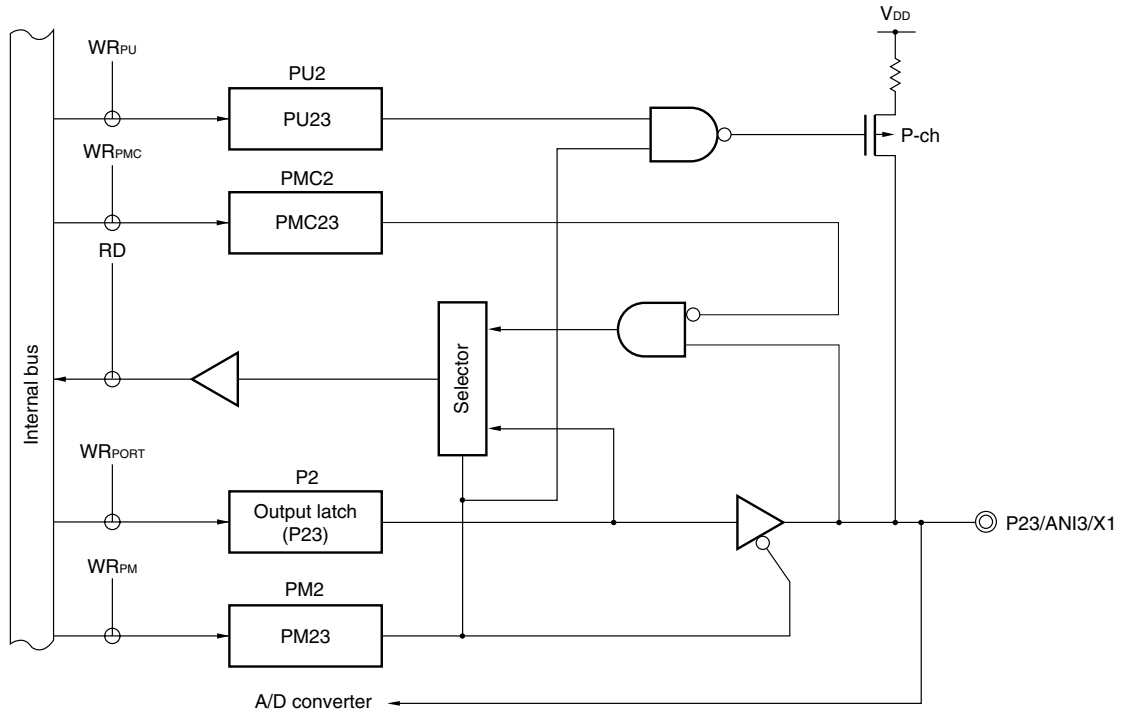 VDD
WRPU
PU2
PU23
P-ch
WRPMC
PMC2
PMC23
RD
Internal bus
Selector
WRPORT
P2
Output latch
(P23)
P23/ANI3/X1
WRPM
PM2
PM23
A/D converter